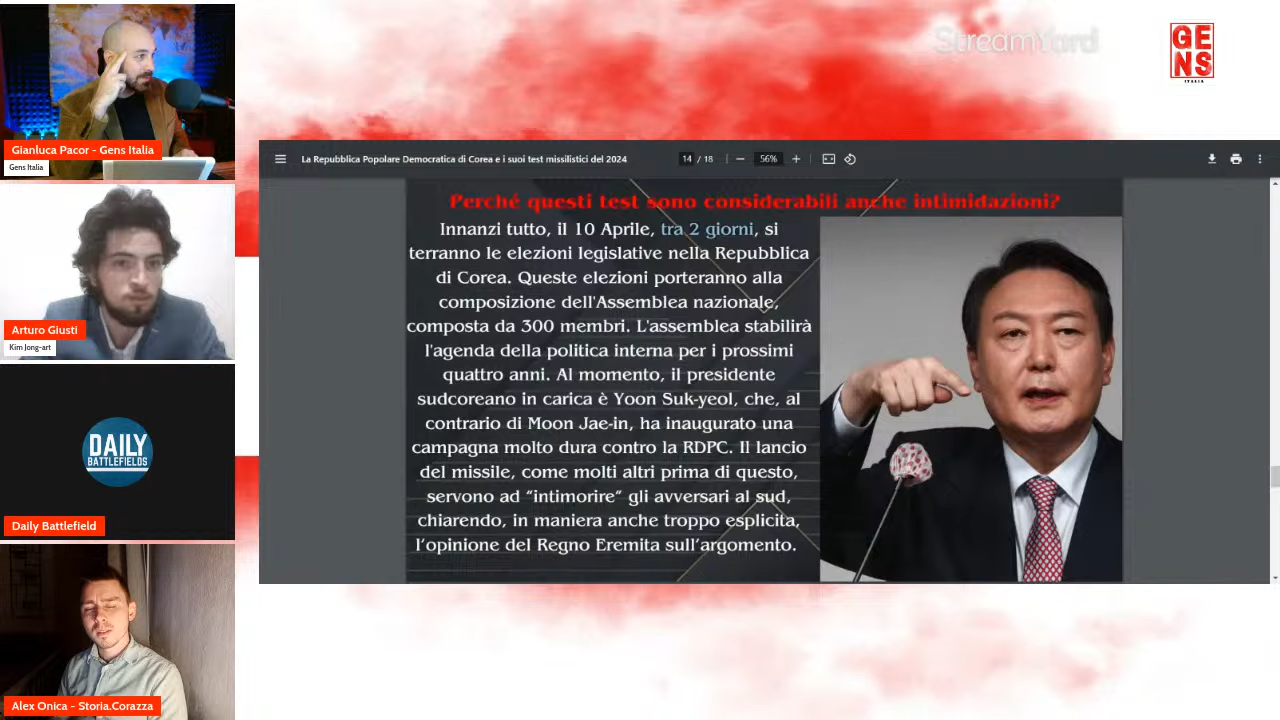 StreamYard
GE
NS
ITALIA
Gianluca Pacor - Gens Italia
Gens Italia
Arturo Giusti
Kim Jong-art
DAILY
BATTLEFIELDS
Daily Battlefield
Alex Onica - Storia.Corazza
La Repubblica Popolare Democratica di Corea e i suoi test missilistici del 2024
14 / 18
56%
Perché questi test sono considerabili anche intimidazioni?
Innanzi tutto, il 10 Aprile, tra 2 giorni, si
terranno le elezioni legislative nella Repubblica
di Corea. Queste elezioni porteranno alla
composizione dell'Assemblea nazionale,
composta da 300 membri. L'assemblea stabilirà
l'agenda della politica interna per i prossimi
quattro anni. Al momento, il presidente
sudcoreano in carica è Yoon Suk-yeol, che, al
contrario di Moon Jae-in, ha inaugurato una
campagna molto dura contro la RDPC. Il lancio
del missile, come molti altri prima di questo,
servono ad “intimorire” gli avversari al sud,
chiarendo, in maniera anche troppo esplicita,
l’opinione del Regno Eremita sull’argomento.